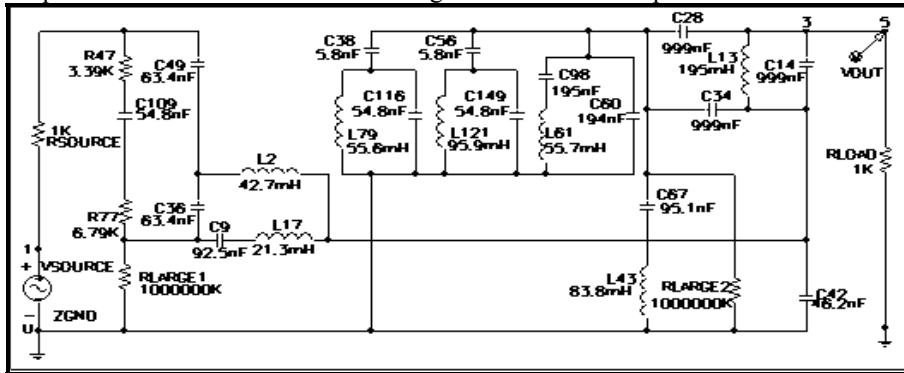 R47
3.39K
C49
63.4nF
C109
54.8nF
1K
RSOURCE
L2
42.7mH
R77
6.79K
C36
63.4nF
C9
92.5nF
L17
21.3mH
1
+ VSOURCE
RLARGE1
1000000K
ZGND
C38
5.8nF
C56
5.8nF
C116
54.8nF
L79
55.6mH
C149
54.8nF
L121
95.9mH
C98
195nF
L61
55.7mH
C60
194nF
C28
999nF
L13
195mH
C14
999nF
C34
999nF
3
5
VOUT
RLOAD
1K
C67
95.1nF
L43
83.8mH
RLARGE2
1000000K
C42
46.2nF